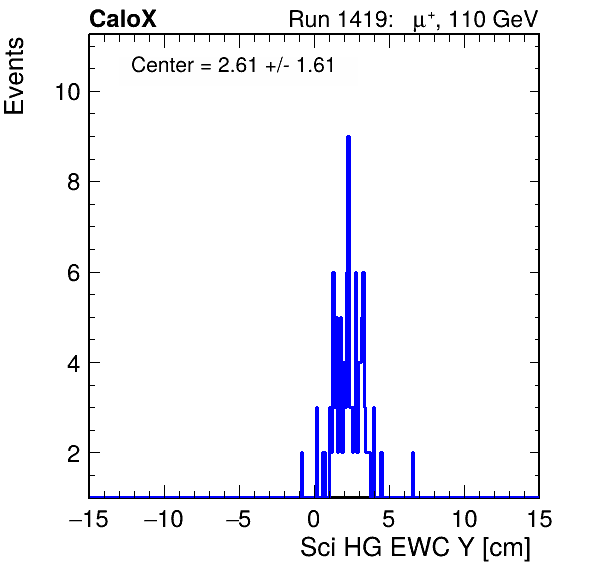 CaloX Run 1419: μ⁺, 110 GeV
Center = 2.61 +/- 1.61
Events
10
8
6
4
2
−15 −10 −5 0 5 10 15
Sci HG EWC Y [cm]